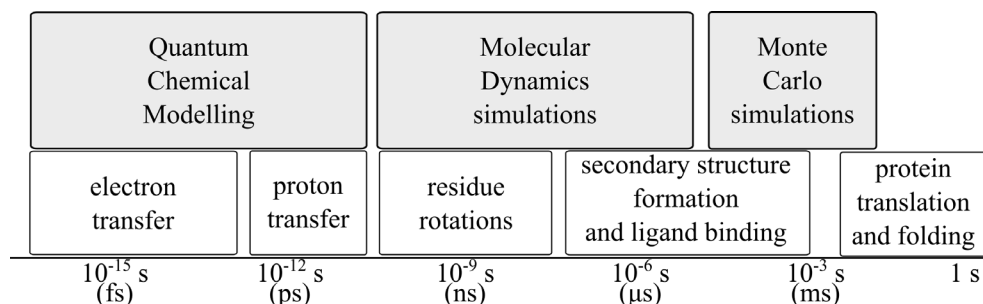 Quantum
Chemical
Modelling
Molecular
Dynamics
simulations
Monte
Carlo
simulations
electron
transfer
proton
transfer
residue
rotations
secondary structure
formation
and ligand binding
protein
translation
and folding
10⁻¹⁵ s
(fs)
10⁻¹² s
(ps)
10⁻⁹ s
(ns)
10⁻⁶ s
(μs)
10⁻³ s
(ms)
1 s